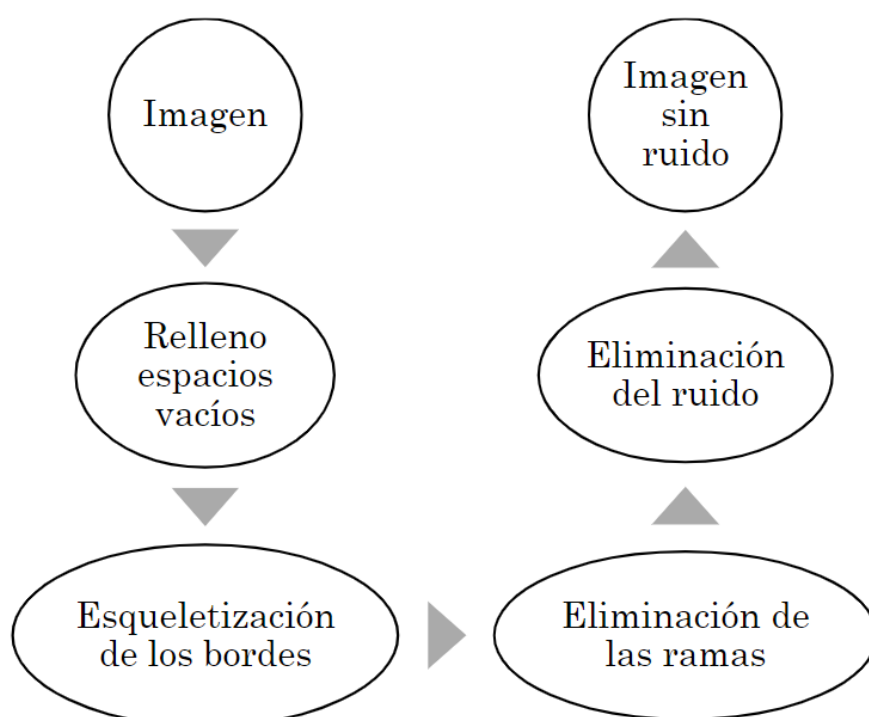 Imagen
Relleno
espacios
vacíos
Esqueletización
de los bordes
Eliminación de
las ramas
Eliminación
del ruido
Imagen
sin
ruido